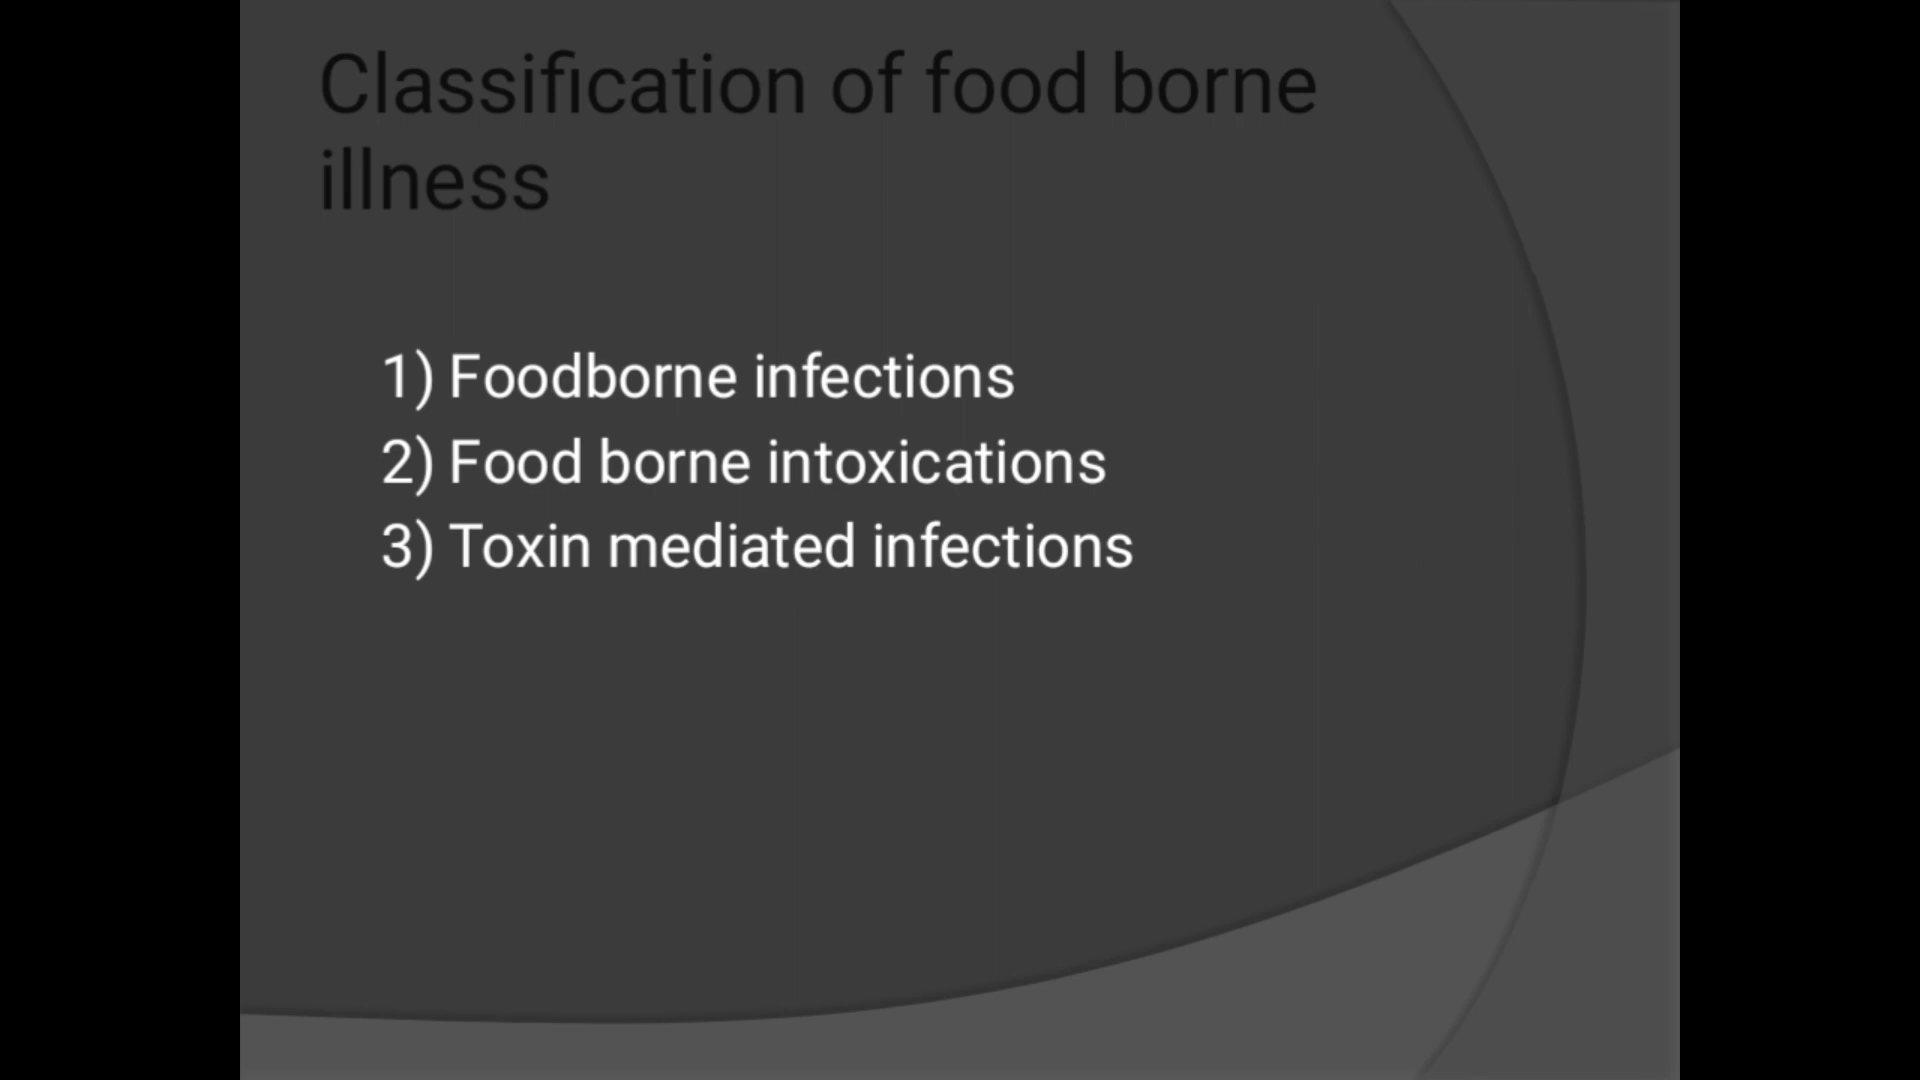 Classification of food borne
illness
1) Foodborne infections
2) Food borne intoxications
3) Toxin mediated infections